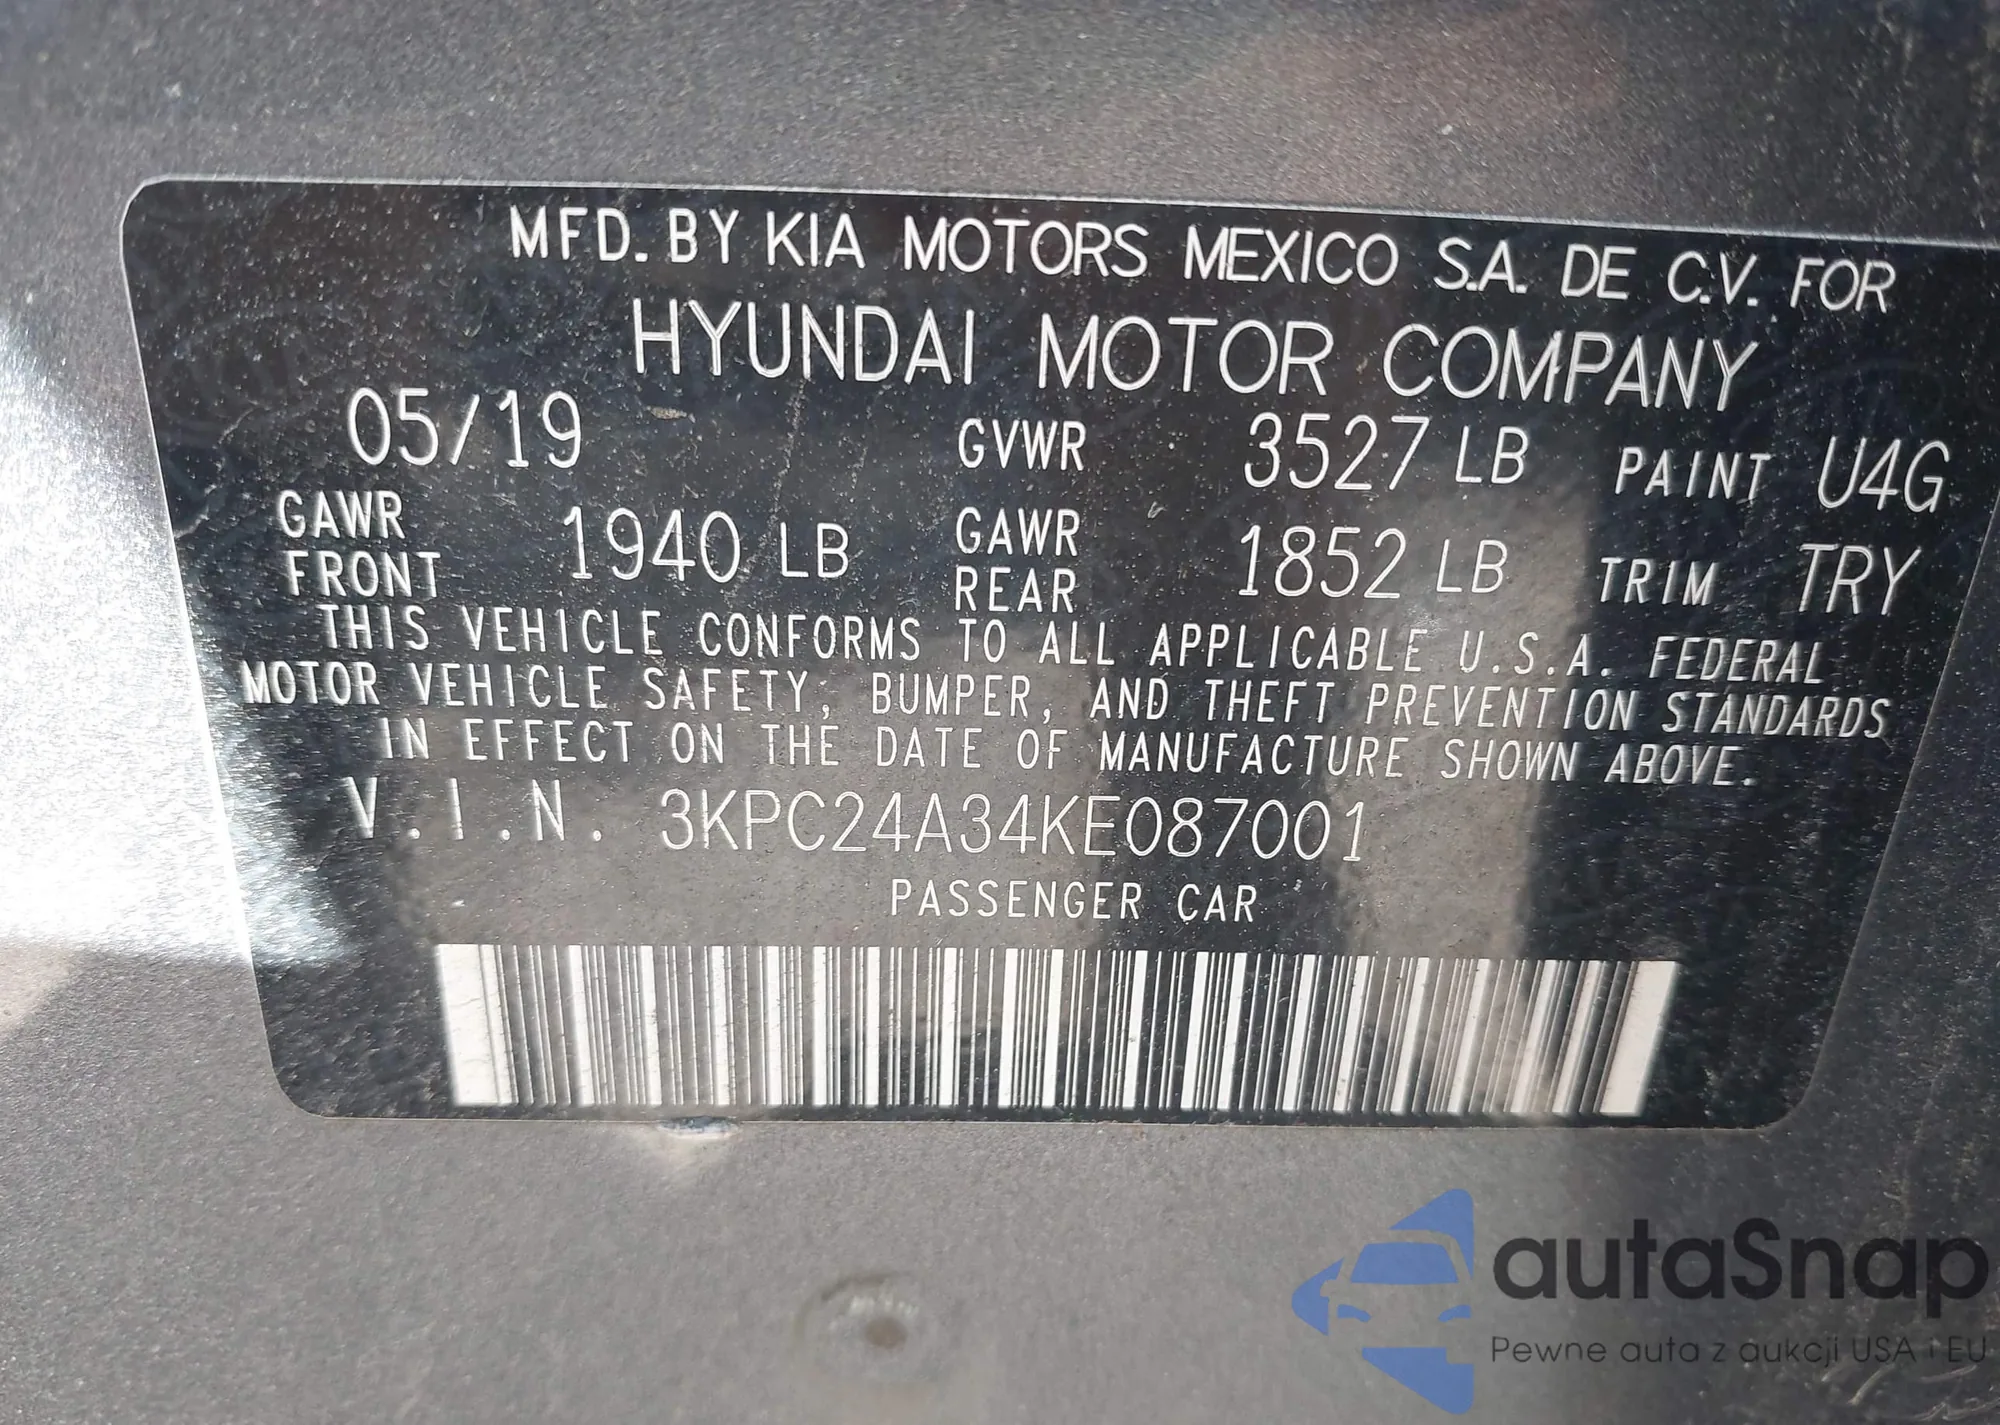 MFD. BY KIA MOTORS MEXICO S.A. DE C.V. FOR
HYUNDAI MOTOR COMPANY
05/19 GVWR 3527 LB PAINT U4G
GAWR FRONT 1940 LB GAWR REAR 1852 LB TRIM TRY
THIS VEHICLE CONFORMS TO ALL APPLICABLE U.S.A. FEDERAL
MOTOR VEHICLE SAFETY, BUMPER, AND THEFT PREVENTION STANDARDS
IN EFFECT ON THE DATE OF MANUFACTURE SHOWN ABOVE.
V.I.N. 3KPC24A34KE087001
PASSENGER CAR
autaSnap
Pewne auta z aukcji USA i EU